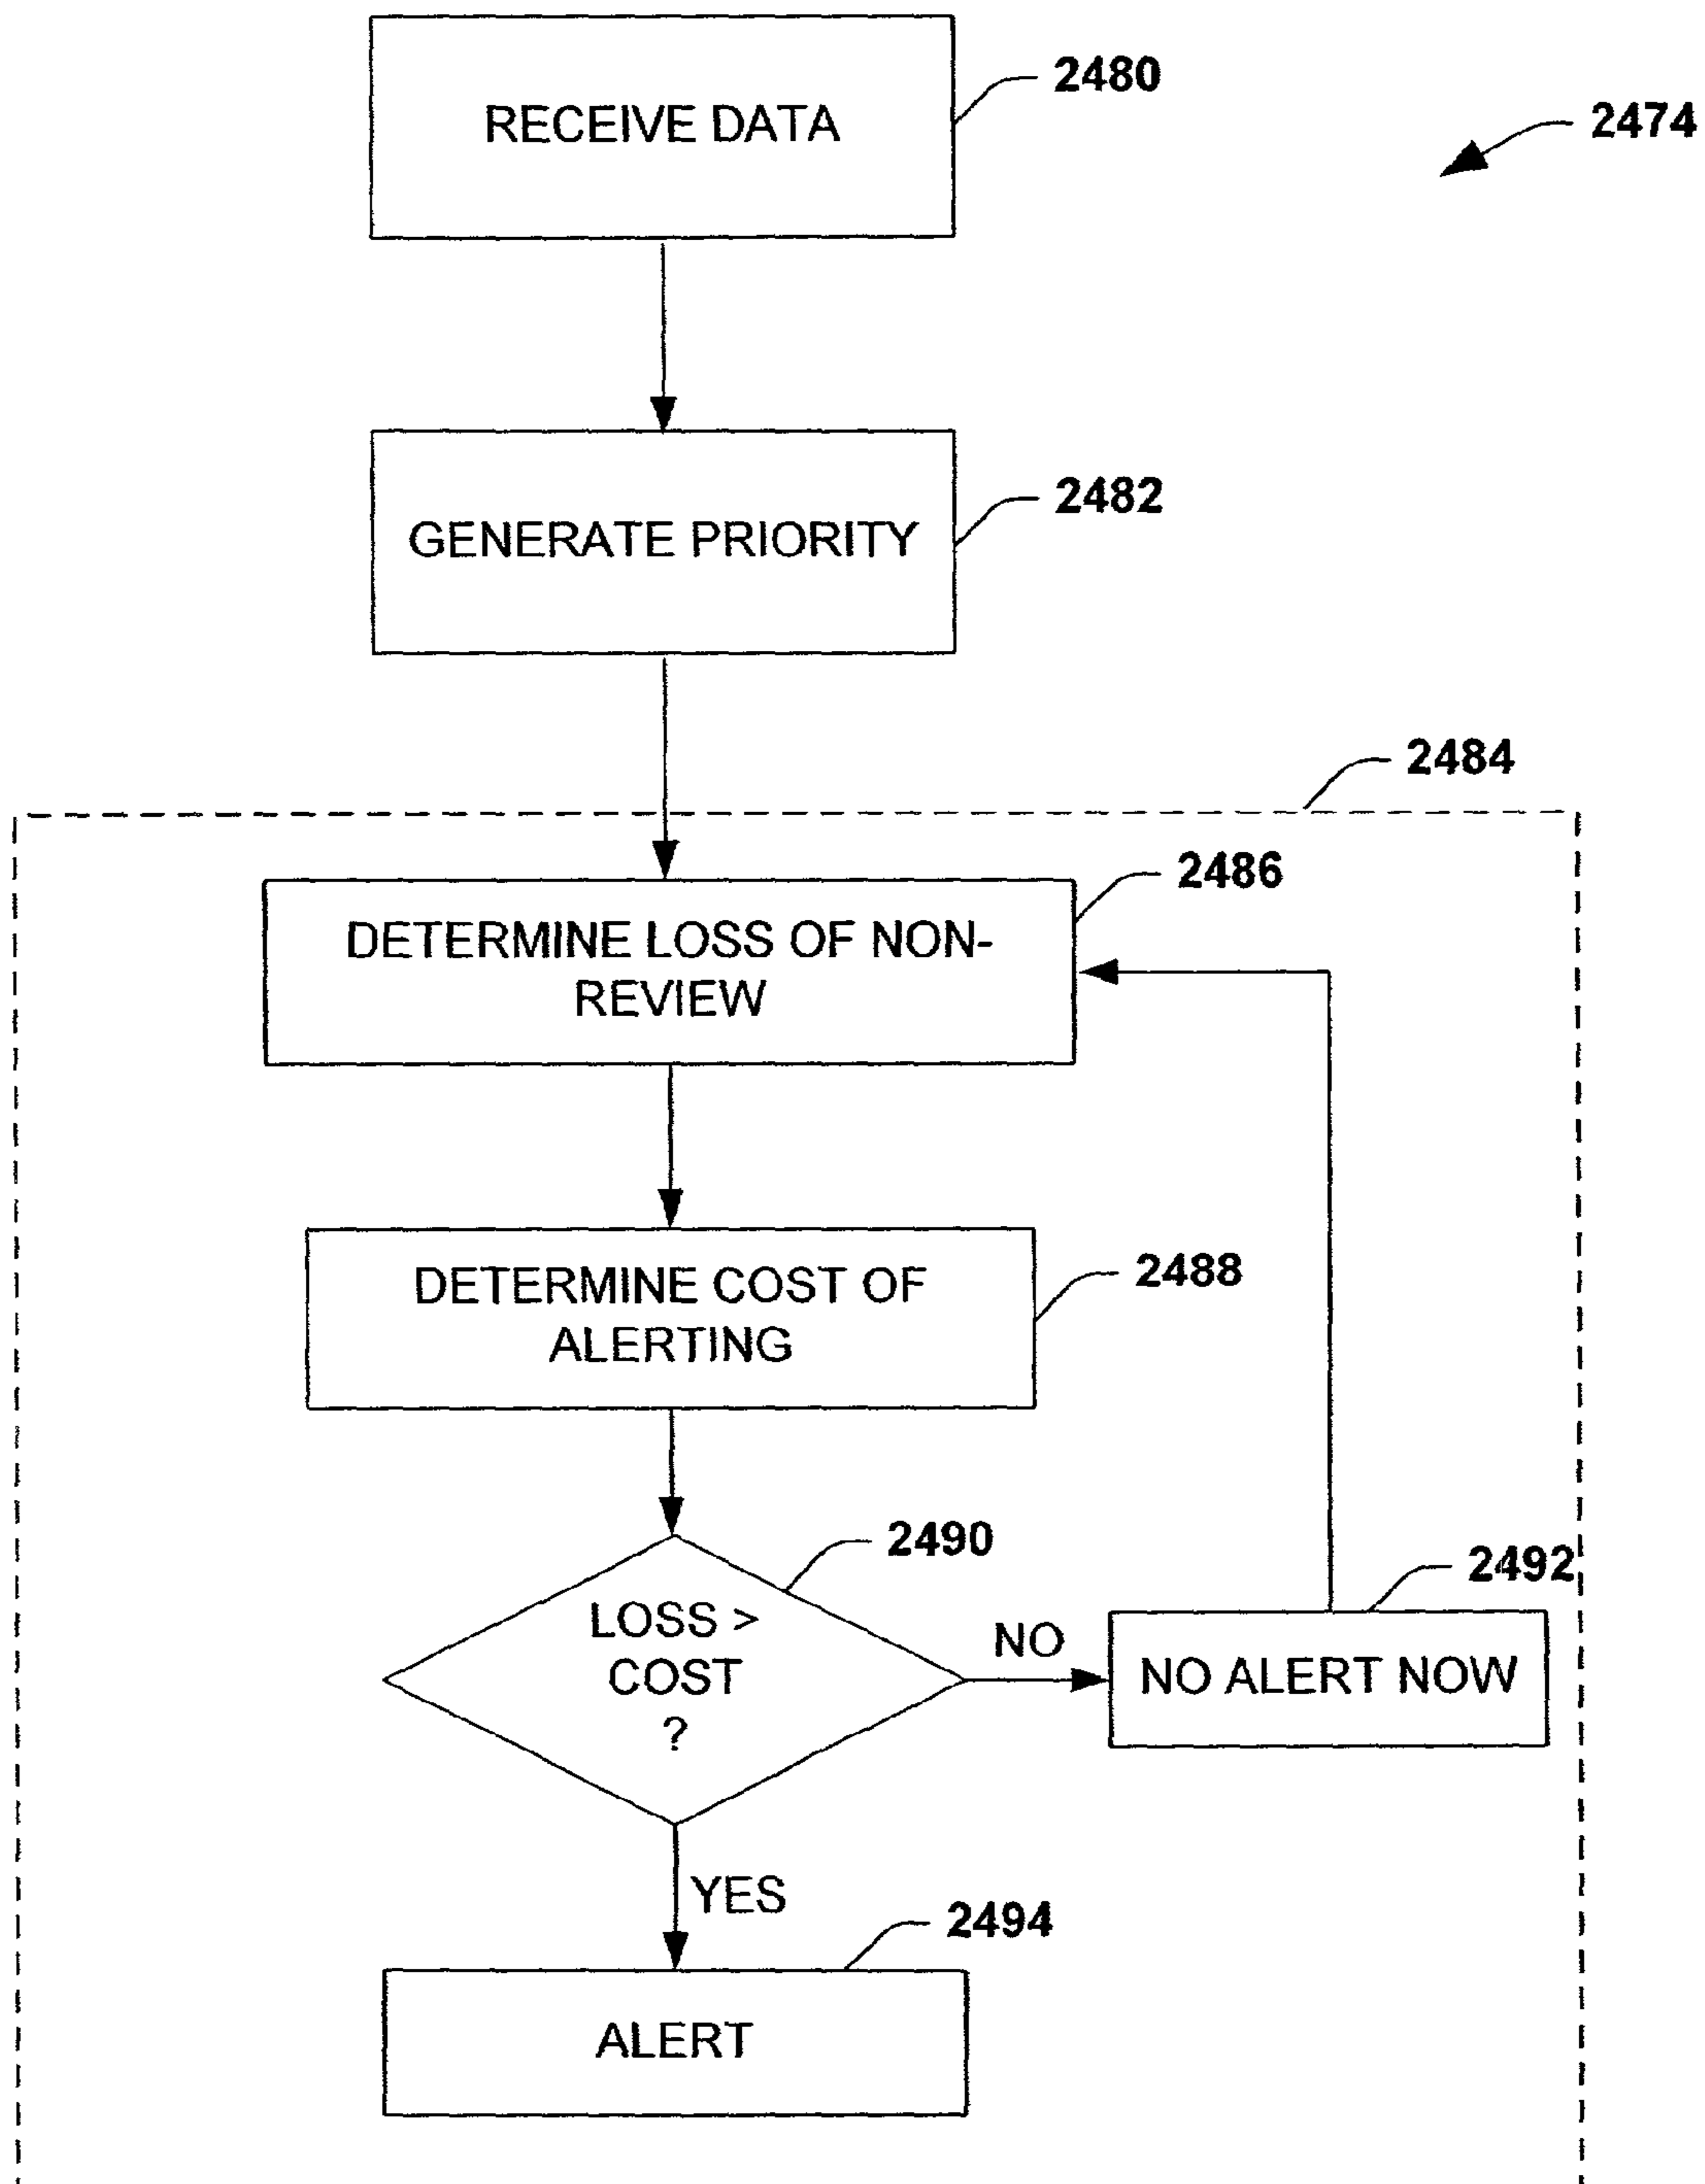 RECEIVE DATA
2480
2474
GENERATE PRIORITY
2482
2484
DETERMINE LOSS OF NON-
REVIEW
2486
DETERMINE COST OF
ALERTING
2488
LOSS >
COST
?
2490
NO
NO ALERT NOW
2492
YES
ALERT
2494